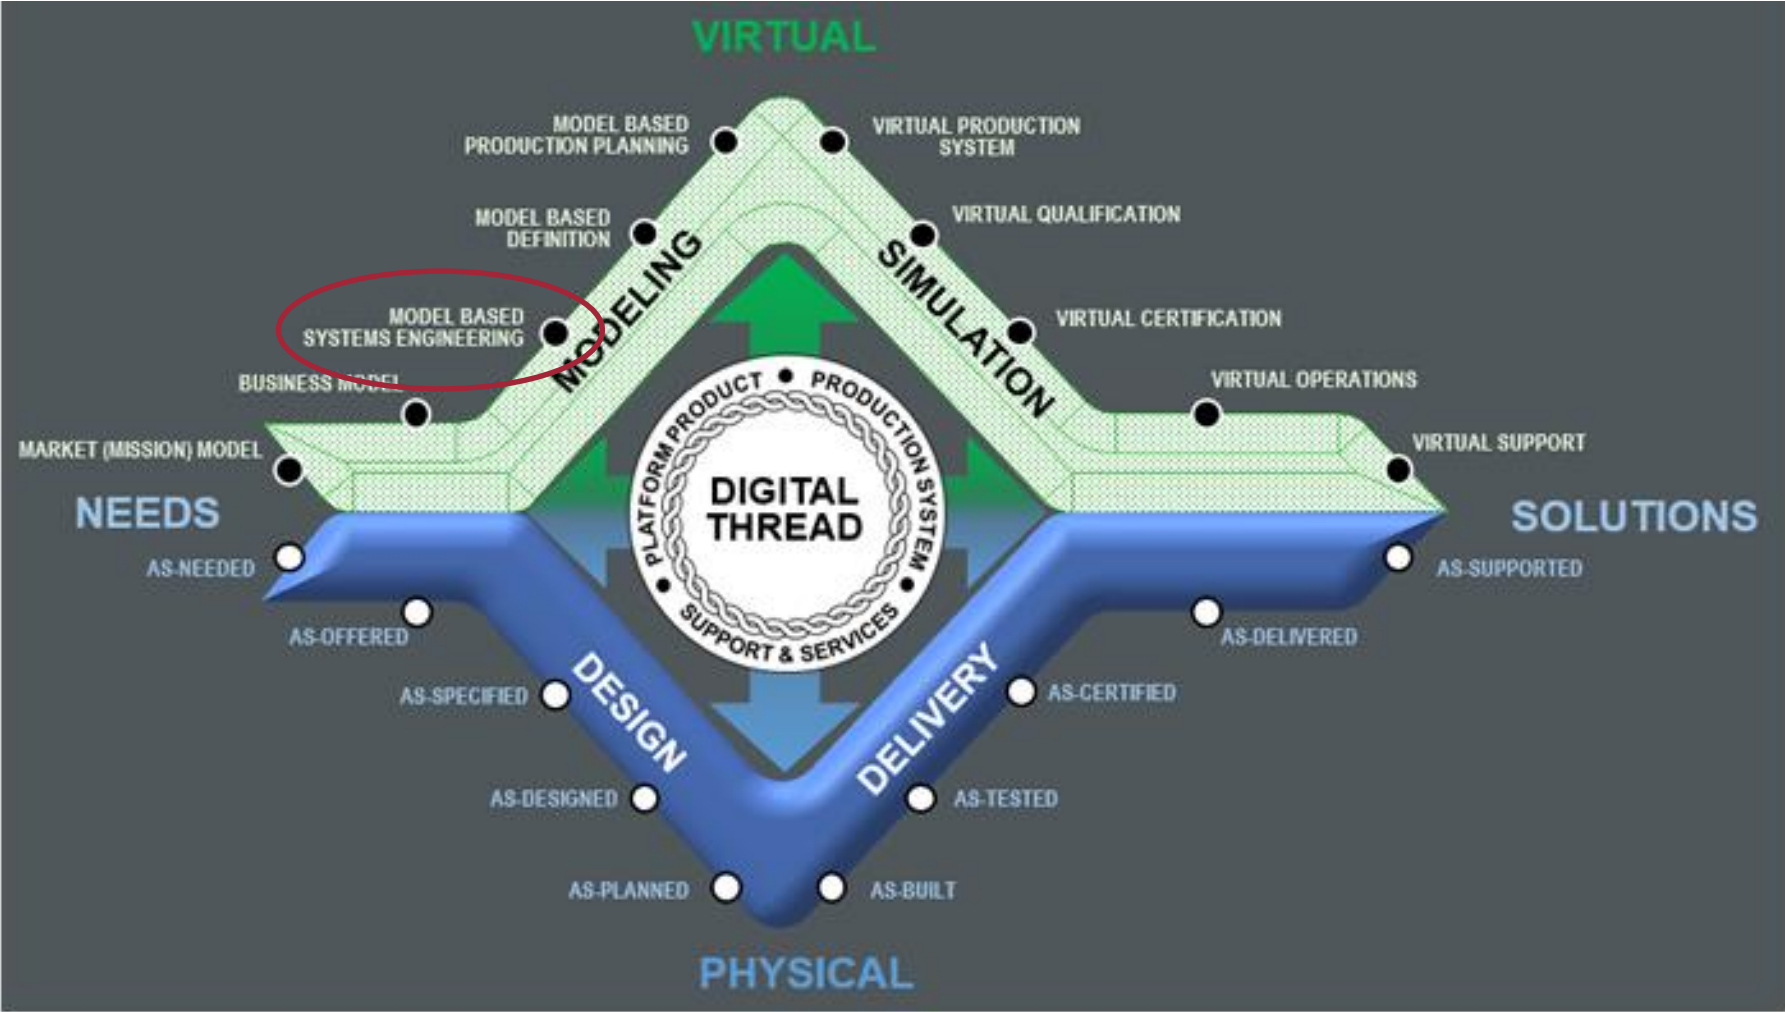 VIRTUAL
MODEL BASED
PRODUCTION PLANNING
VIRTUAL PRODUCTION
SYSTEM
MODEL BASED
DEFINITION
VIRTUAL QUALIFICATION
MODELING
SIMULATION
MODEL BASED
SYSTEMS ENGINEERING
VIRTUAL CERTIFICATION
BUSINESS MODEL
VIRTUAL OPERATIONS
MARKET (MISSION) MODEL
VIRTUAL SUPPORT
NEEDS
PLATFORM PRODUCT • PRODUCTION SYSTEM • SUPPORT & SERVICES •
DIGITAL
THREAD
SOLUTIONS
AS-NEEDED
AS-SUPPORTED
AS-OFFERED
AS-DELIVERED
AS-SPECIFIED
AS-CERTIFIED
DESIGN
DELIVERY
AS-DESIGNED
AS-TESTED
AS-PLANNED
AS-BUILT
PHYSICAL